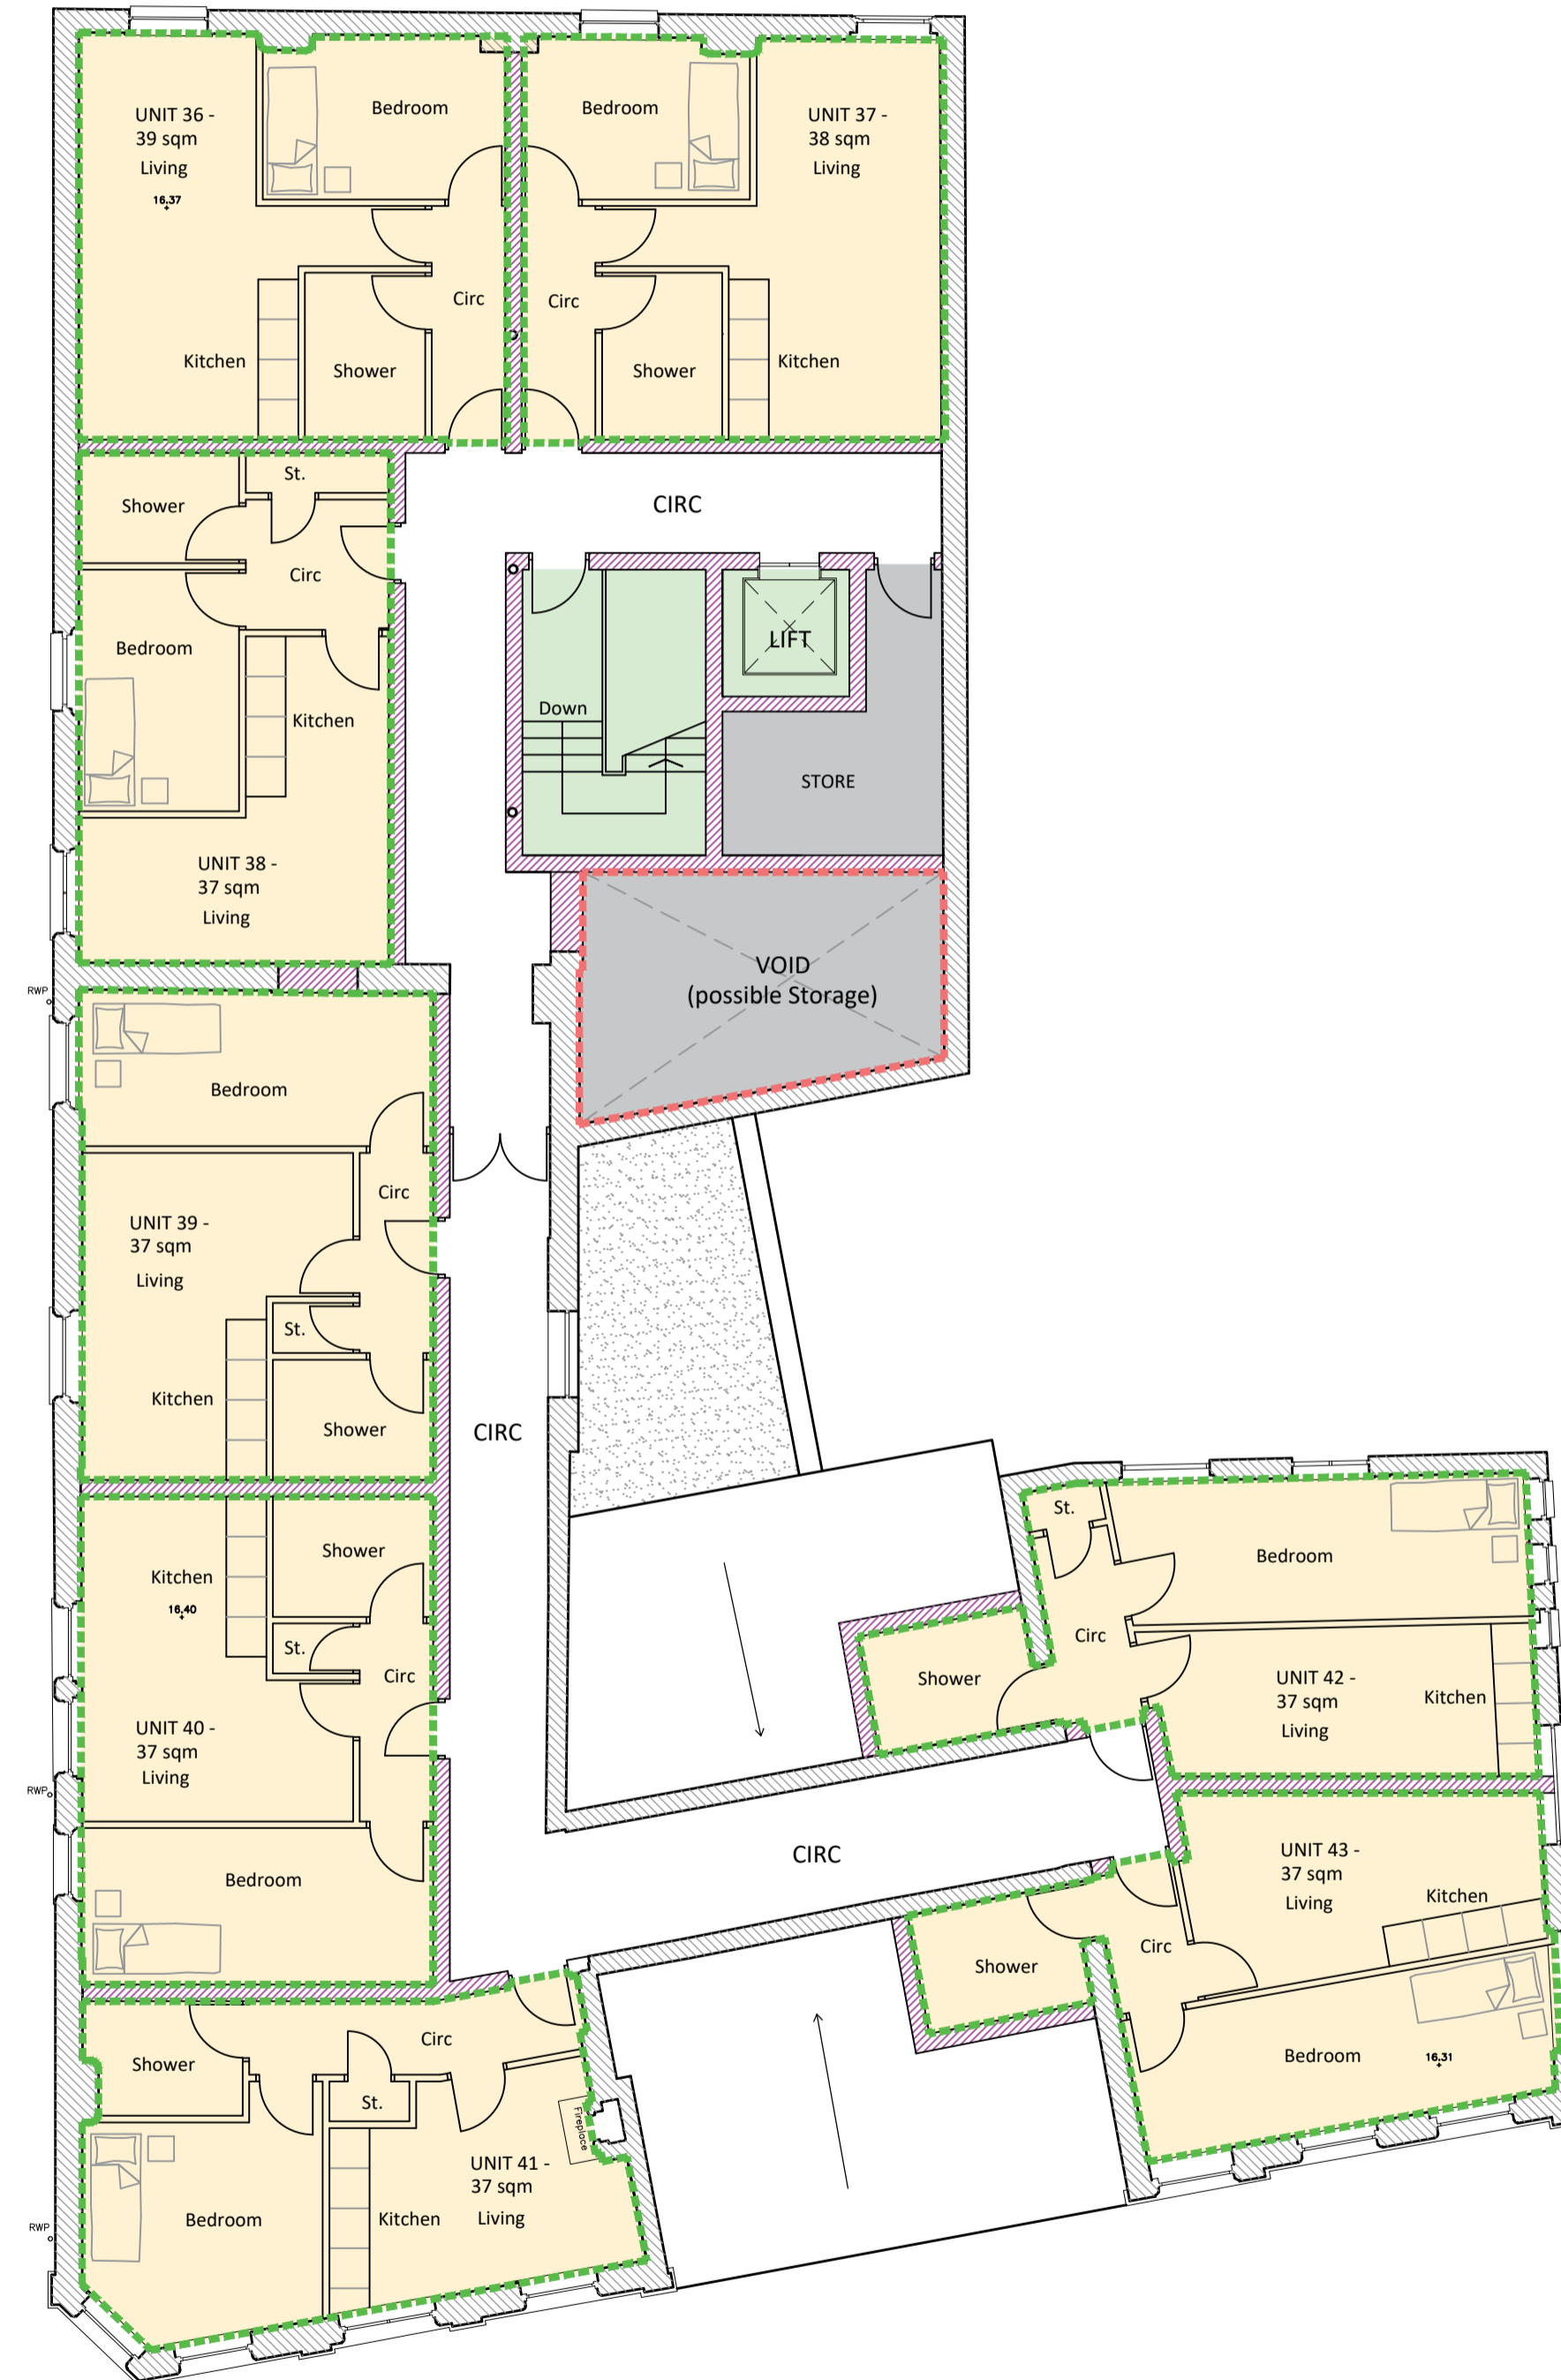 UNIT 36 -
39 sqm
Living
16.37
Bedroom
Circ
Kitchen
Shower
Bedroom
UNIT 37 -
38 sqm
Living
Circ
Shower
Kitchen
Shower
St.
Circ
Bedroom
Kitchen
UNIT 38 -
37 sqm
Living
CIRC
LIFT
Down
STORE
VOID
(possible Storage)
RWP
Bedroom
Circ
UNIT 39 -
37 sqm
Living
St.
Kitchen
Shower
CIRC
Shower
Kitchen
16.40
St.
Circ
UNIT 40 -
37 sqm
Living
RWP
Bedroom
St.
Bedroom
Circ
Shower
UNIT 42 -
37 sqm
Living
Kitchen
CIRC
UNIT 43 -
37 sqm
Living
Kitchen
Circ
Shower
Bedroom
16.31
Circ
Shower
St.
Fireplace
UNIT 41 -
37 sqm
Living
Kitchen
Bedroom
RWP